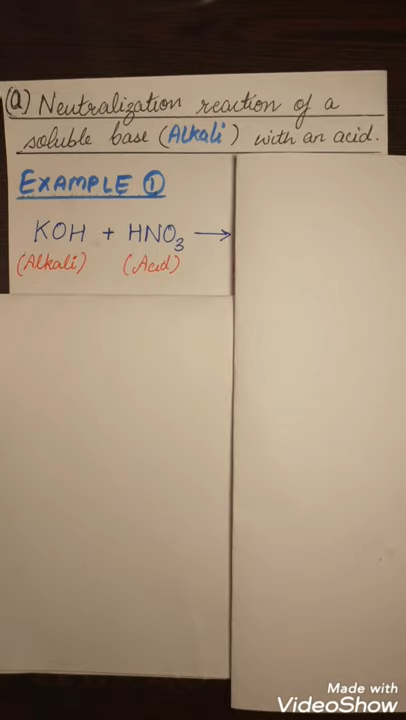 (a) Neutralization reaction of a
soluble base (Alkali) with an acid.
EXAMPLE ①
KOH + HNO₃ →
(Alkali) (Acid)
Made with
VideoShow